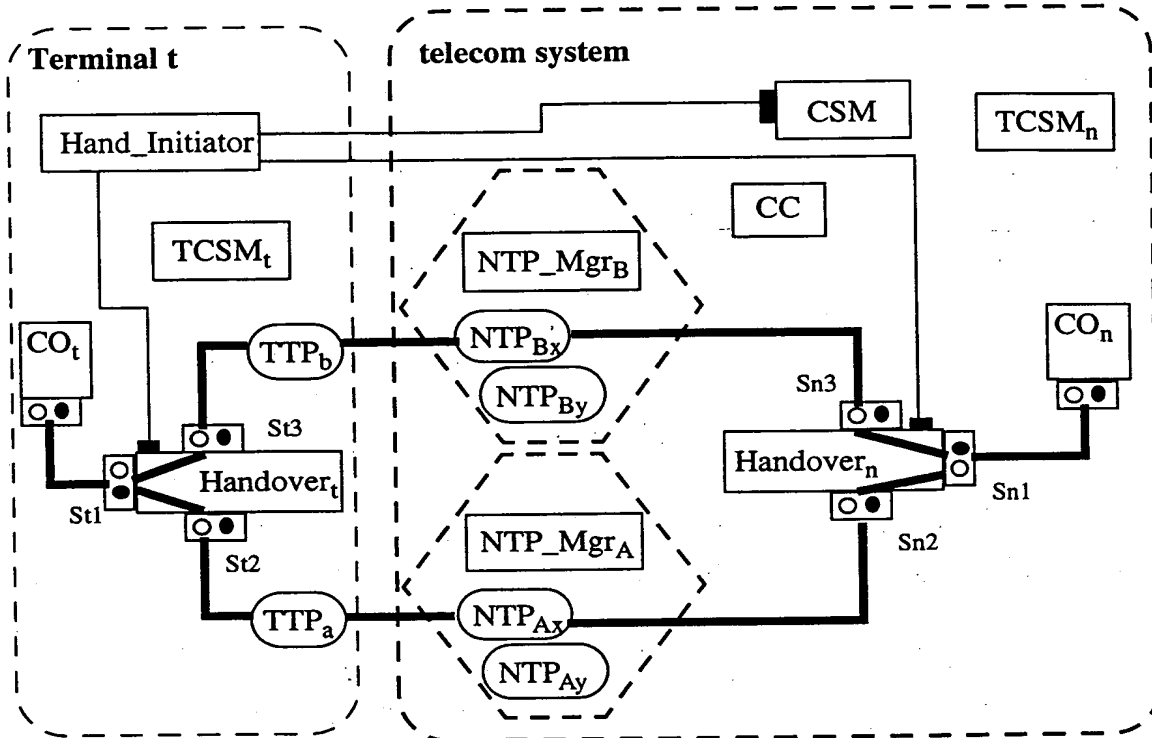 Terminal t
telecom system
Hand_Initiator
CSM
TCSMn
CC
TCSMt
NTP_MgrB
COt
TTPb
NTPBx
COn
NTPBy
Sn3
St3
Handovert
Handovern
St1
Sn1
St2
NTP_MgrA
Sn2
TTPa
NTPAx
NTPAy